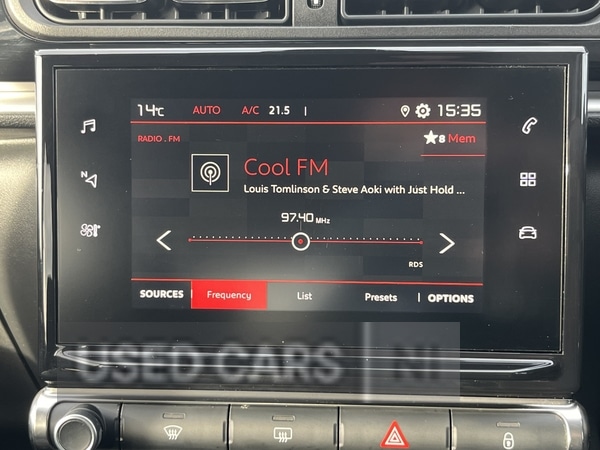 14°C AUTO A/C 21.5 | 15:35
RADIO . FM ★8 Mem
Cool FM
Louis Tomlinson & Steve Aoki with Just Hold ...
N 97.40 MHz
RDS
SOURCES Frequency List Presets OPTIONS
USED CARS NI